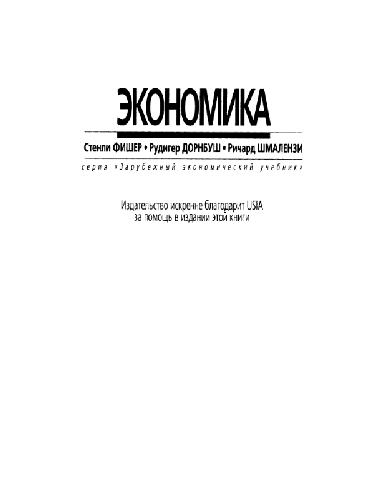 ЭКОНОМИКА
Стенли ФИШЕР • Рудигер ДОРНБУШ • Ричард ШМАЛЕНЗИ
серия «Зарубежный экономический учебник»
Издательство искренне благодарит USIA
за помощь в издании этой книги